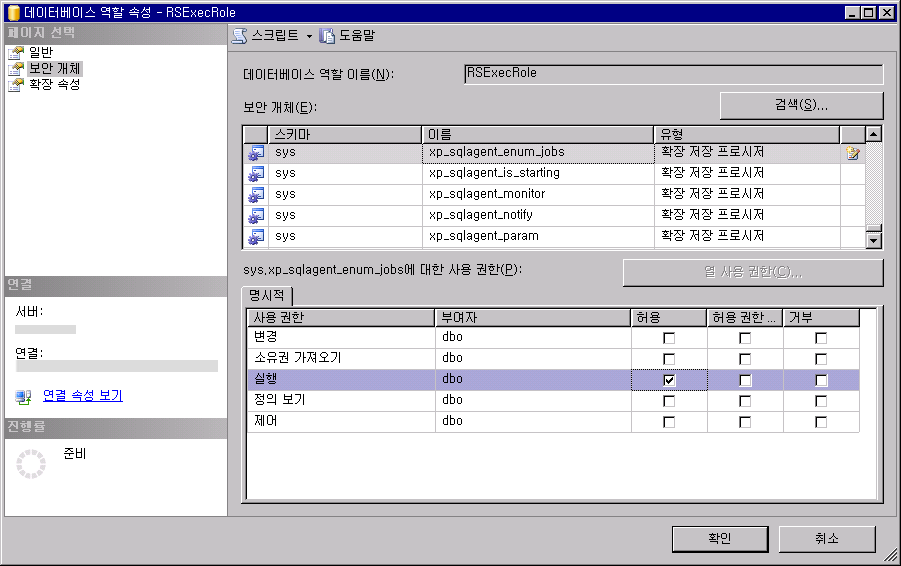 데이터베이스 역할 속성 - RSExecRole
페이지 선택
일반
보안 개체
확장 속성
스크립트
도움말
데이터베이스 역할 이름(N):
RSExecRole
보안 개체(E):
검색(S)...
스키마 이름 유형
sys xp_sqlagent_enum_jobs 확장 저장 프로시저
sys xp_sqlagent_is_starting 확장 저장 프로시저
sys xp_sqlagent_monitor 확장 저장 프로시저
sys xp_sqlagent_notify 확장 저장 프로시저
sys xp_sqlagent_param 확장 저장 프로시저
sys.xp_sqlagent_enum_jobs에 대한 사용 권한(P):
열 사용 권한(C)...
명시적
사용 권한 부여자 허용 허용 권한 ... 거부
변경 dbo
소유권 가져오기 dbo
실행 dbo
정의 보기 dbo
제어 dbo
연결
서버:
연결:
연결 속성 보기
진행률
준비
확인
취소